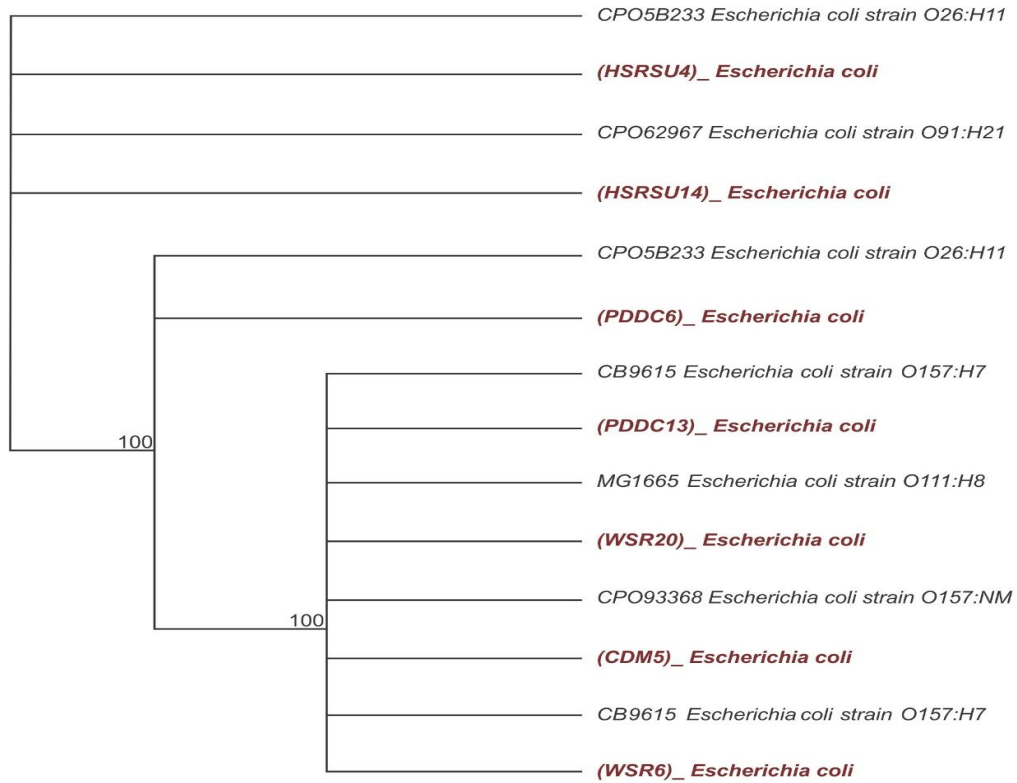 CPO5B233 Escherichia coli strain O26:H11
(HSRSU4)_ Escherichia coli
CPO62967 Escherichia coli strain O91:H21
(HSRSU14)_ Escherichia coli
CPO5B233 Escherichia coli strain O26:H11
(PDDC6)_ Escherichia coli
CB9615 Escherichia coli strain O157:H7
(PDDC13)_ Escherichia coli
100
MG1665 Escherichia coli strain O111:H8
(WSR20)_ Escherichia coli
CPO93368 Escherichia coli strain O157:NM
100
(CDM5)_ Escherichia coli
CB9615 Escherichia coli strain O157:H7
(WSR6)_ Escherichia coli